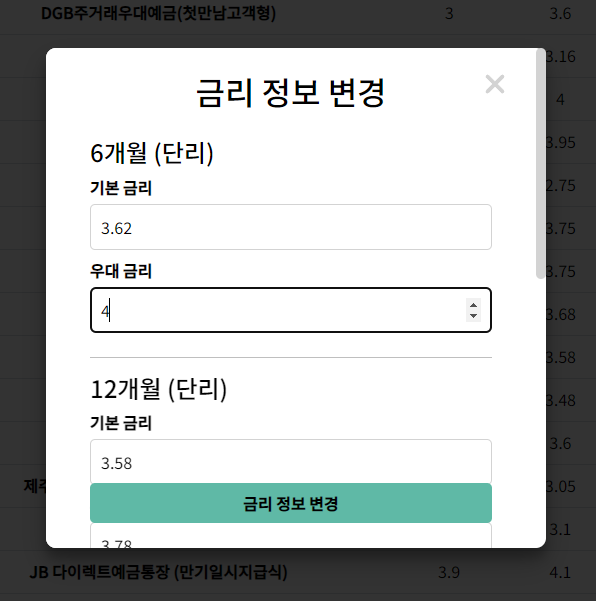 DGB주거래우대예금(첫만남고객형) 3 3.6
3.16
금리 정보 변경
4
6개월 (단리)
3.95
기본 금리
2.75
3.62
3.75
우대 금리
3.75
4
3.68
3.58
12개월 (단리)
3.48
기본 금리
3.6
3.58
제주
3.05
금리 정보 변경
3.1
3.78
JB 다이렉트예금통장 (만기일시지급식) 3.9 4.1